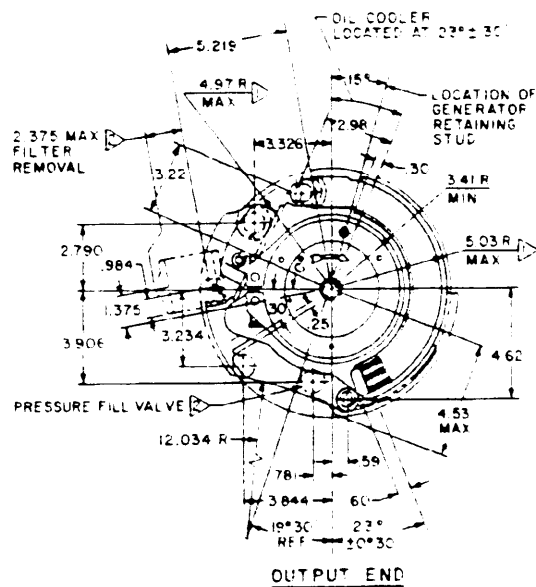 OIL COOLER
LOCATED AT 23°±30'
5.219
15°
4.97 R
MAX
LOCATION OF
GENERATOR
RETAINING
STUD
2.98
2.375 MAX
FILTER
REMOVAL
3.326
.30
3.22
3.41 R
MIN
2.790
5.03 R
MAX
.984
1.375
.30
.25
3.234
3.906
4.62
PRESSURE FILL VALVE
4.53
MAX
12.034 R
.59
.781
3.844
.60
19°30'
REF
23°
±0°30'
OUTPUT END